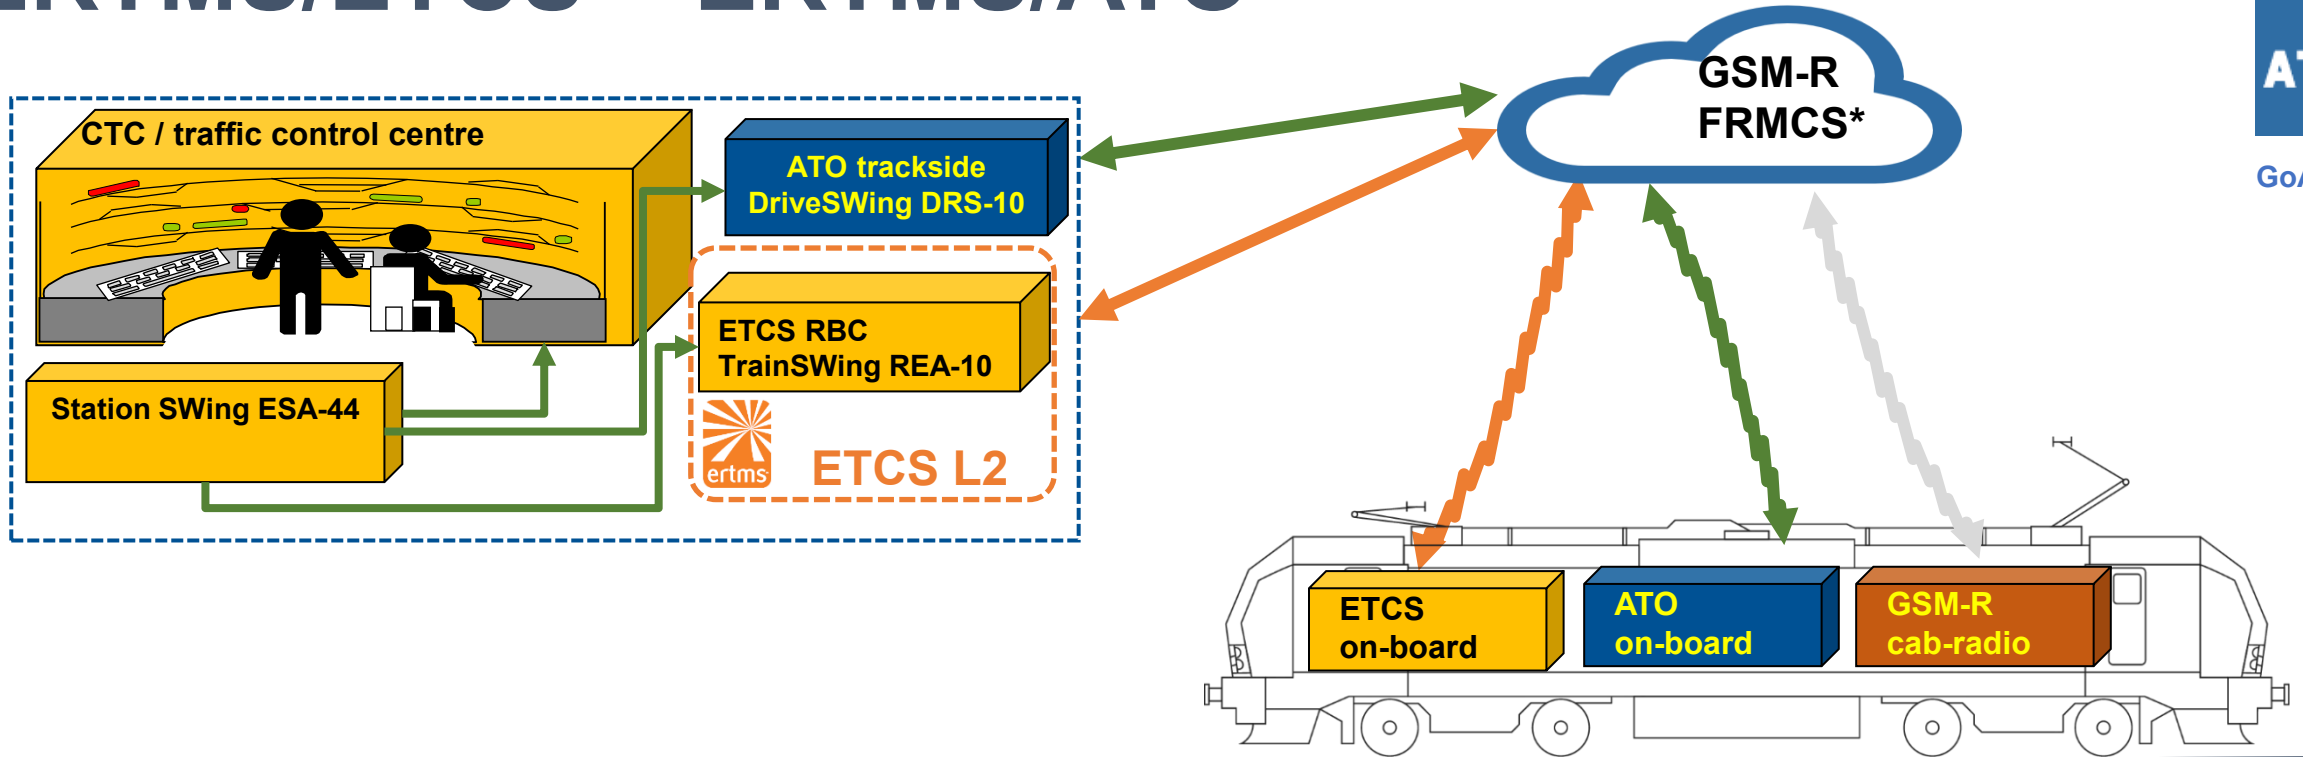 CTC / traffic control centre
ATO trackside
DriveSWing DRS-10
ETCS RBC
TrainSWing REA-10
Station SWing ESA-44
ertms
ETCS L2
GSM-R
FRMCS*
ETCS
on-board
ATO
on-board
GSM-R
cab-radio